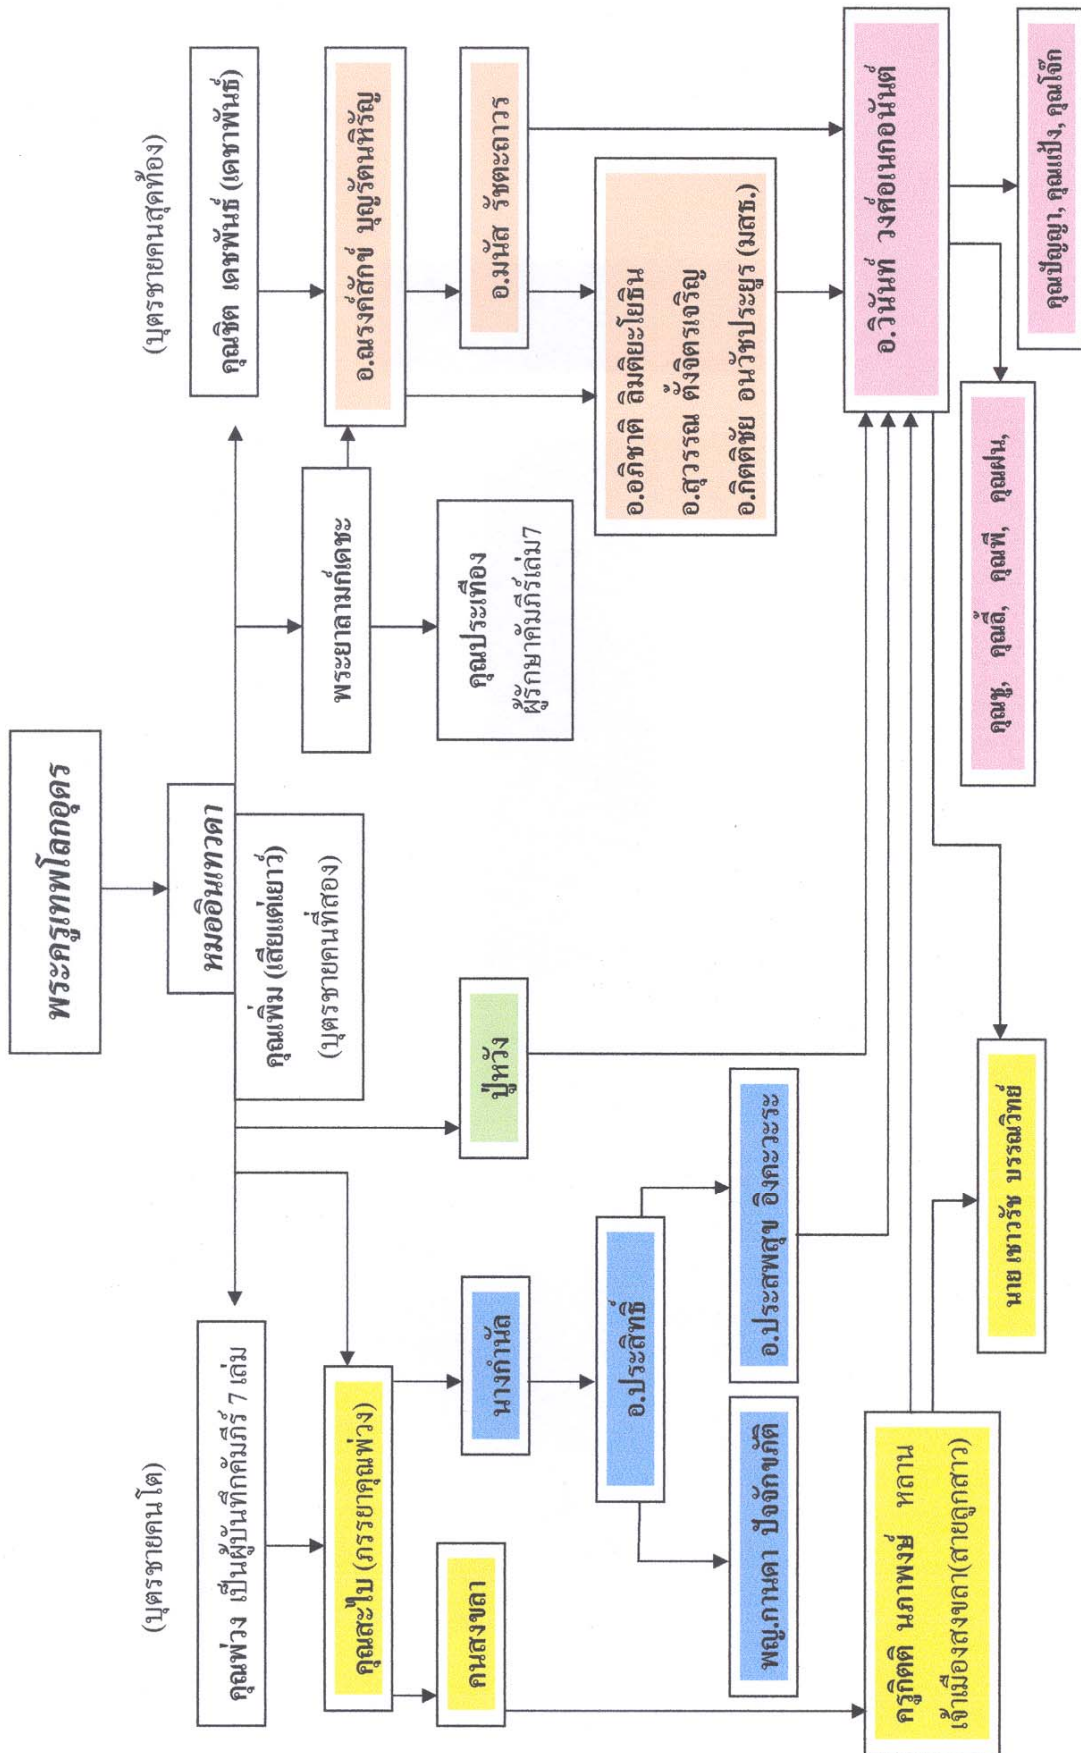 พระครูเทพโลกอุดร
หมออินเทวดา
(บุตรชายคนโต)
(บุตรชายคนสุดท้อง)
คุณพ่วง เป็นผู้บันทึกคัมภีร์ 7 เล่ม
คุณเพิ่ม (เสียแต่เยาว์)
(บุตรชายคนที่สอง)
คุณชิต เดชพันธ์ (เดชาพันธ์)
คุณสะไบ (ภรรยาคุณพ่วง)
พระยาลามก์เดชะ
อ.ณรงค์สักข์ บุญรัตนหิรัญ
คนสงขลา
นางกำนัล
ปู่หวัง
คุณประเทือง
ผู้รักษาคัมภีร์เล่ม7
อ.มนัส รัชตะถาวร
อ.ประสิทธิ์
อ.อภิชาติ ลิมติยะโยธิน
อ.สุวรรณ ตั้งจิตรเจริญ
อ.กิตติชัย อนวัชประยูร (มสธ.)
พญ.กานดา ปัจจักขภัติ
อ.ประสพสุข อิงคะวะระ
ครูกิตติ นภาพงษ์ หลาน
เจ้าเมืองสงขลา(สายลูกสาว)
อ.วินันท์ วงศ์อเนกอนันต์
นาย เชาวรัช บรรณวิทย์
คุณชู, คุณลี้, คุณพี, คุณฝน,
คุณปัญญา, คุณแป้ง, คุณโจ๊ก